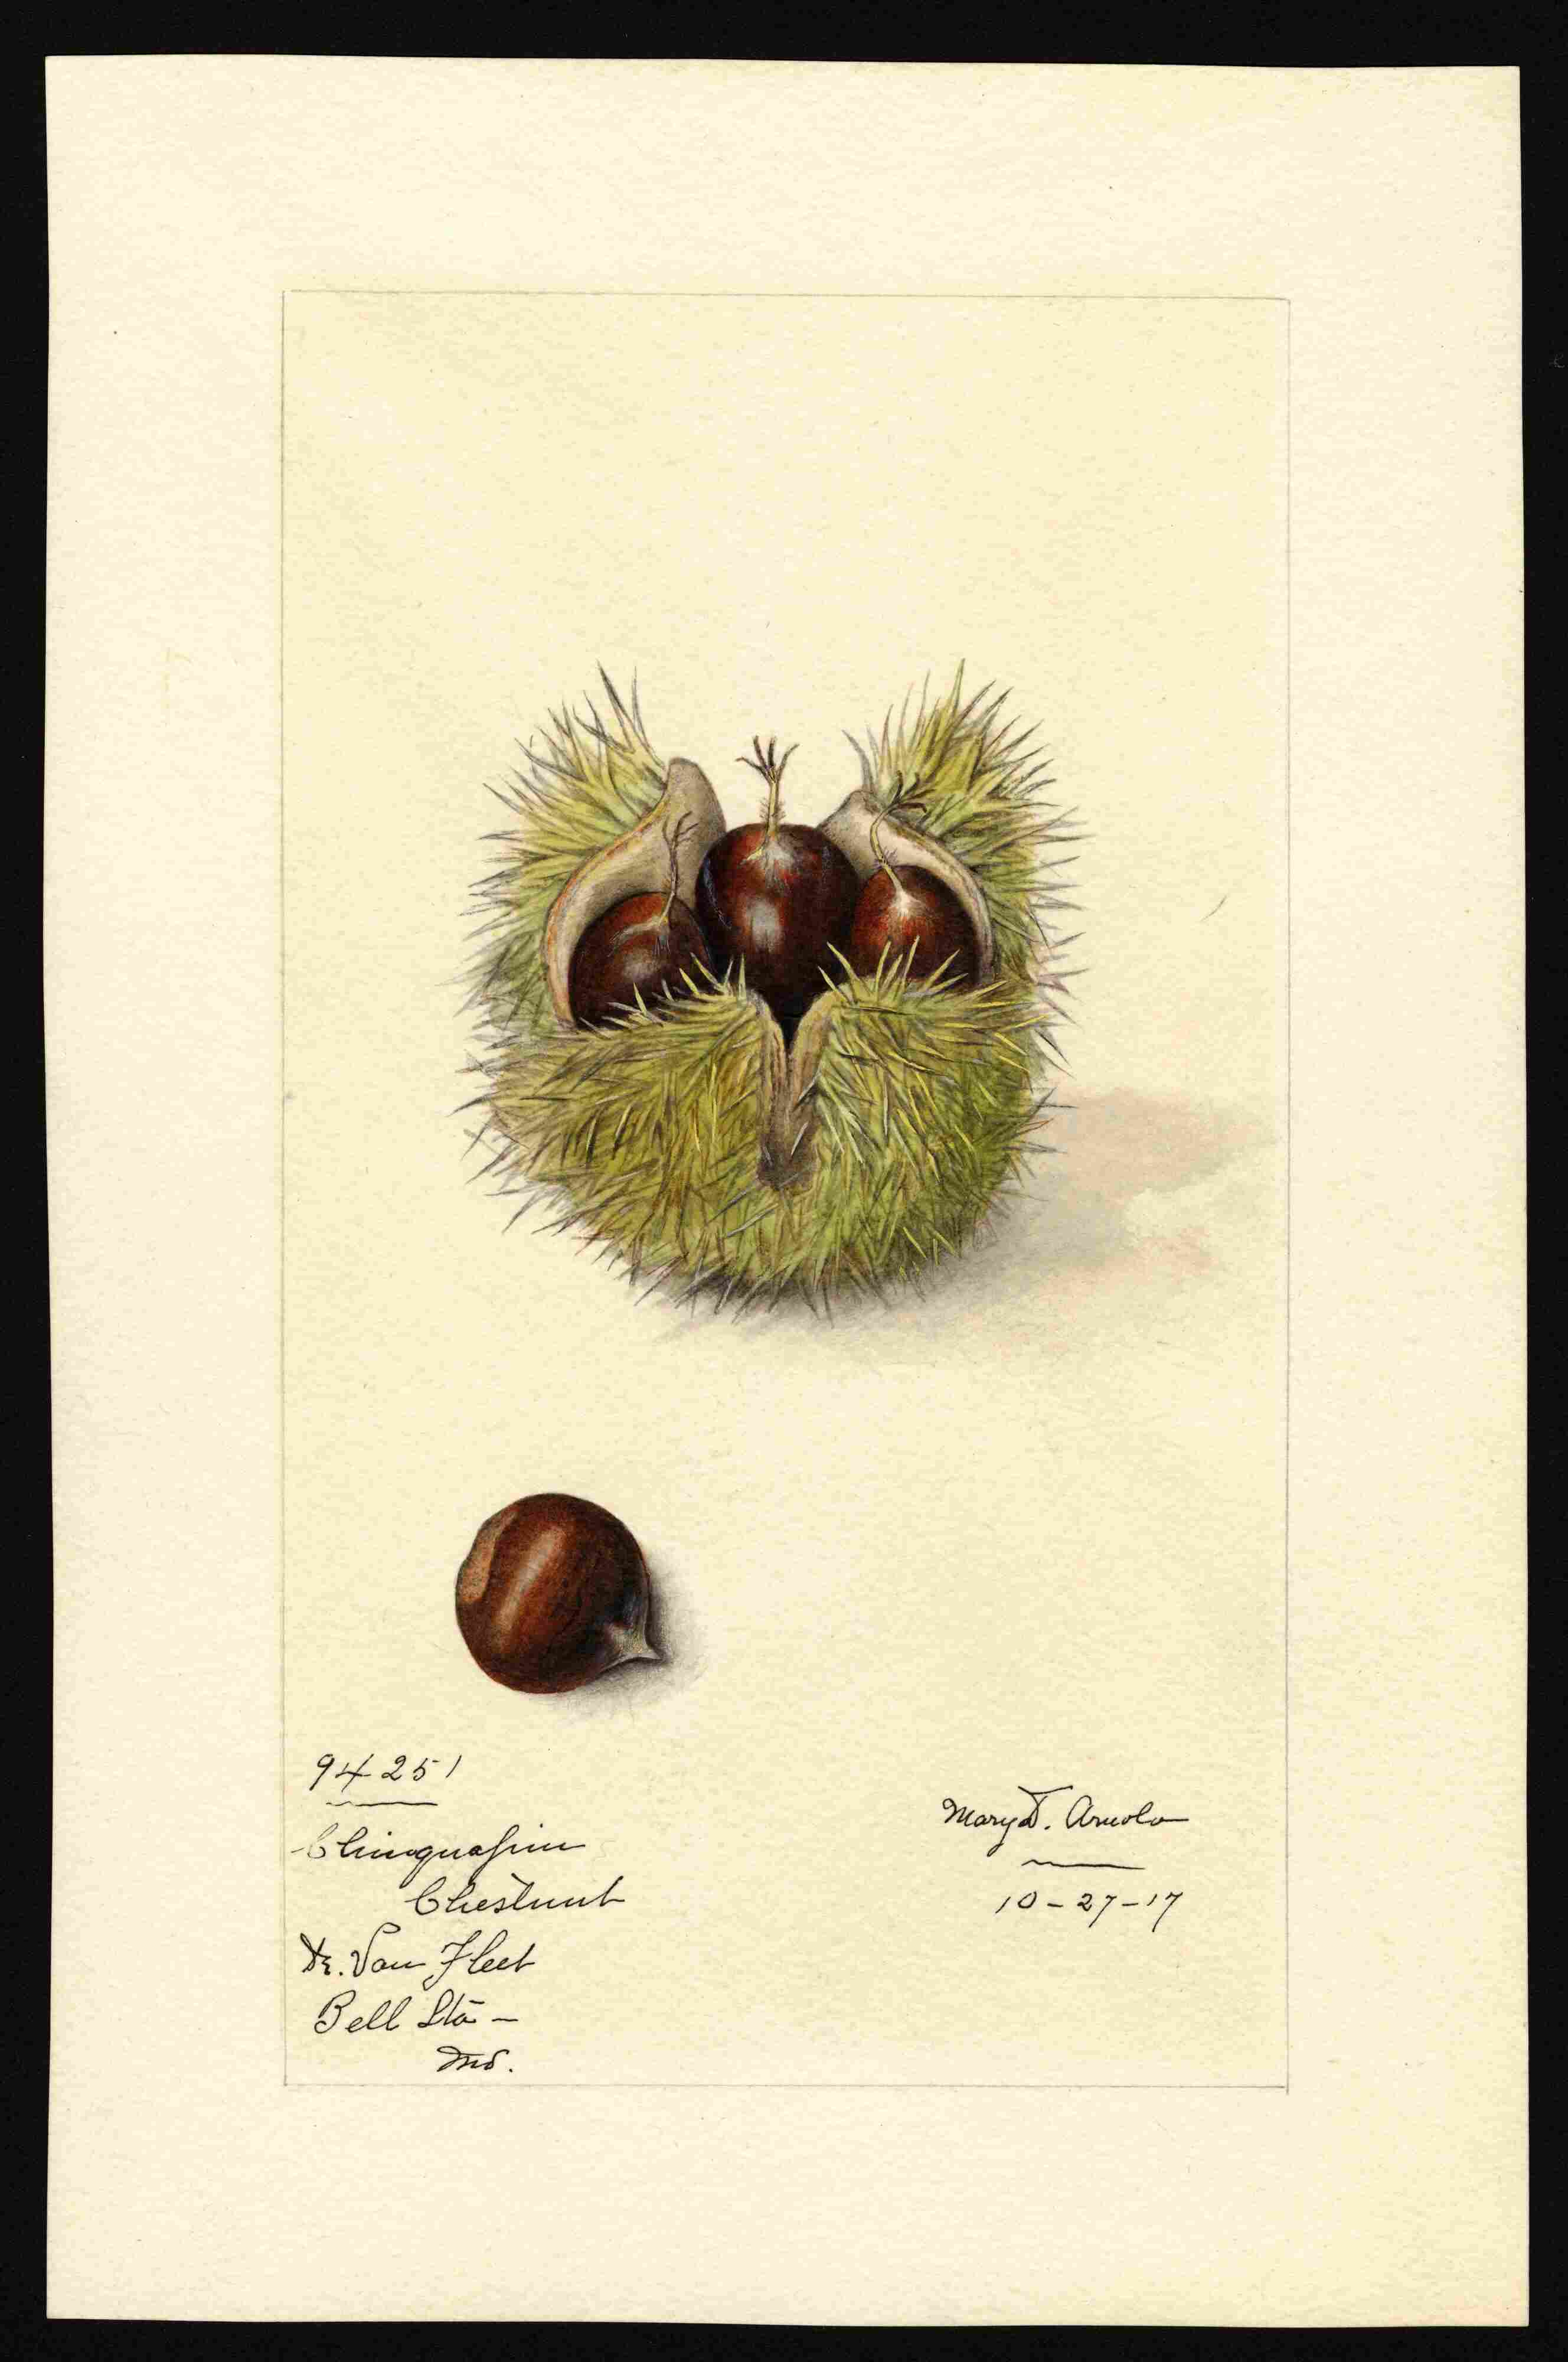 94251
Chinquapin
Chestnut
Dr. Van Fleet
Bell Sta -
Md.
Mary D. Arnold
10-27-17